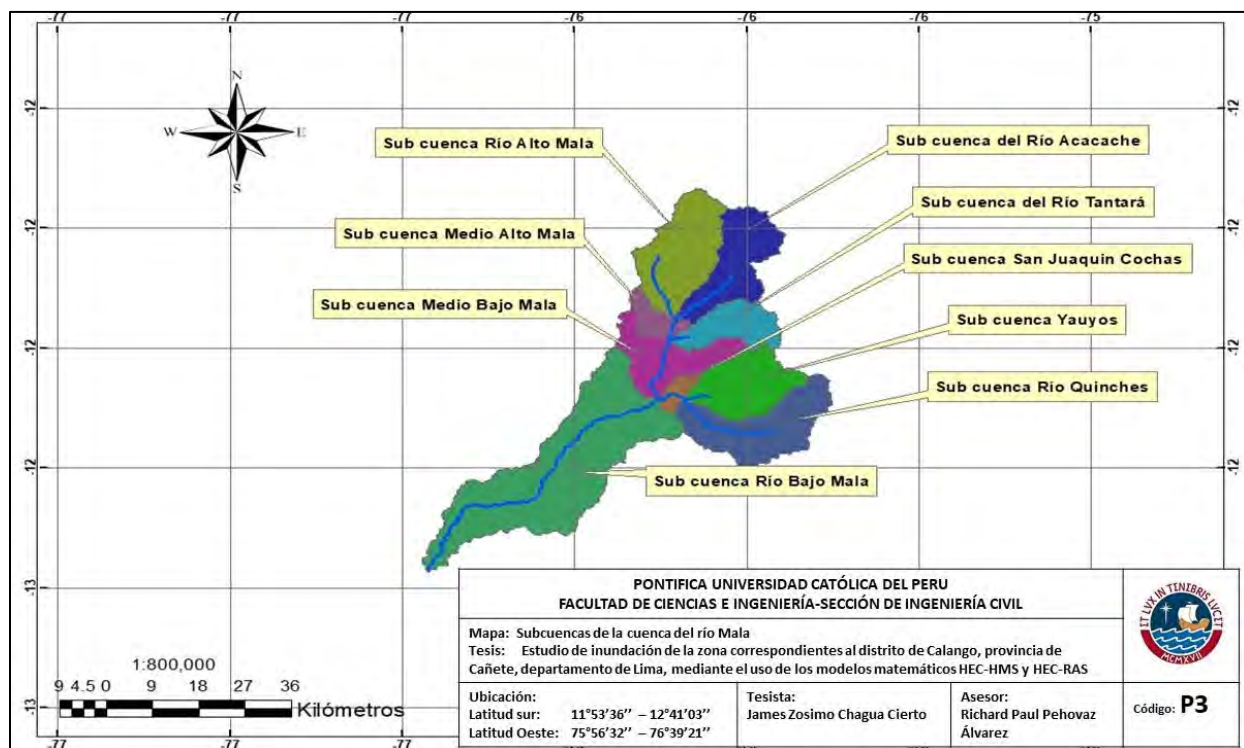 -77
-77
-77
-76
-76
-76
-75
-12
-12
-12
-12
-13
-13
-12
-12
-12
-12
N
W
E
S
Sub cuenca Río Alto Mala
Sub cuenca del Río Acacache
Sub cuenca Medio Alto Mala
Sub cuenca del Río Tantará
Sub cuenca San Juaquin Cochas
Sub cuenca Medio Bajo Mala
Sub cuenca Yauyos
Sub cuenca Río Quinches
Sub cuenca Río Bajo Mala
1:800,000
9 4.5 0 9 18 27 36
Kilómetros
-77
-77
-77
PONTIFICA UNIVERSIDAD CATÓLICA DEL PERU
FACULTAD DE CIENCIAS E INGENIERÍA-SECCIÓN DE INGENIERÍA CIVIL
Mapa: Subcuencas de la cuenca del río Mala
Tesis: Estudio de inundación de la zona correspondientes al distrito de Calango, provincia de
Cañete, departamento de Lima, mediante el uso de los modelos matemáticos HEC-HMS y HEC-RAS
Ubicación:
Latitud sur: 11°53’36’’ – 12°41’03’’
Latitud Oeste: 75°56’32’’ – 76°39’21’’
Tesista:
James Zosimo Chagua Cierto
Asesor:
Richard Paul Pehovaz
Álvarez
Código: P3
ET LVX IN TENEBRIS LVCET
MCMXVII